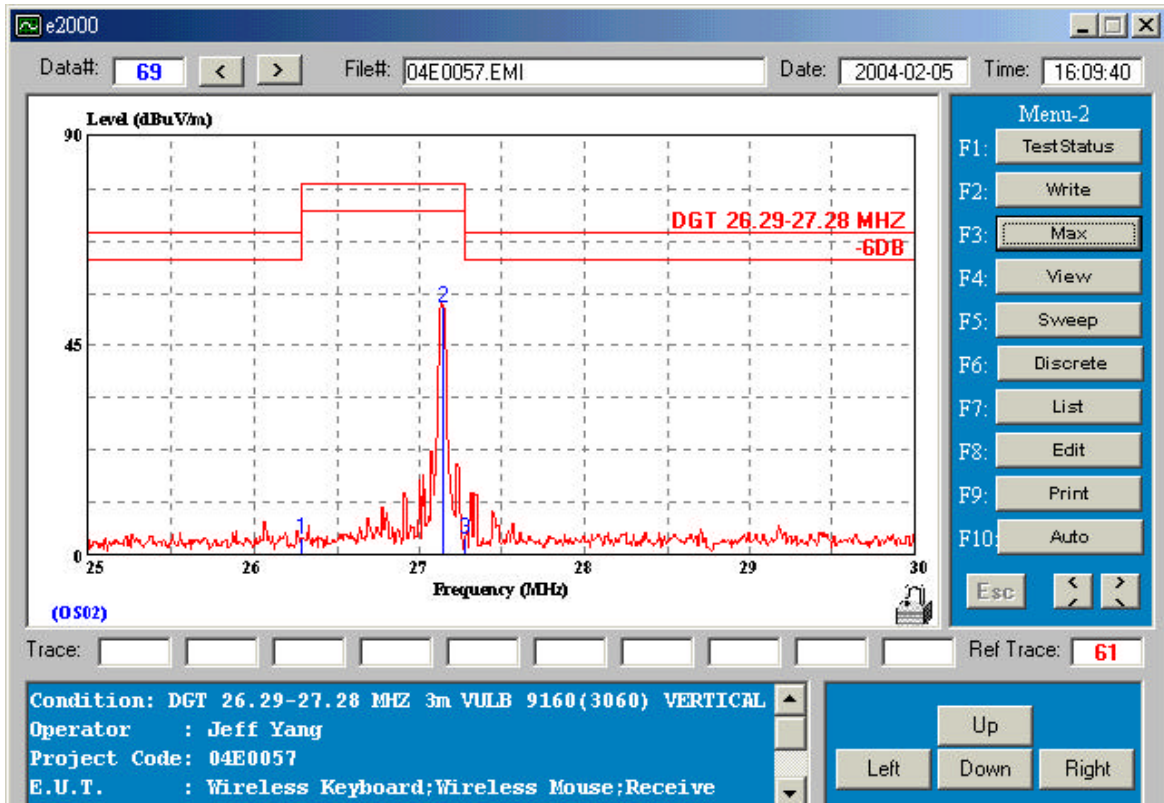 e2000
Data#: 69 < > File#: 04E0057.EMI Date: 2004-02-05 Time: 16:09:40
Level (dBuV/m)
90
DGT 26.29-27.28 MHZ
-6DB
2
45
1
3
0
25 26 27 28 29 30
Frequency (MHz)
(OS02)
Menu-2
F1: TestStatus
F2: Write
F3: Max
F4: View
F5: Sweep
F6: Discrete
F7: List
F8: Edit
F9: Print
F10: Auto
Esc
Trace: Ref Trace: 61
Condition: DGT 26.29-27.28 MHZ 3m VULB 9160(3060) VERTICAL
Operator : Jeff Yang
Project Code: 04E0057
E.U.T. : Wireless Keyboard;Wireless Mouse;Receive
Up
Left Down Right